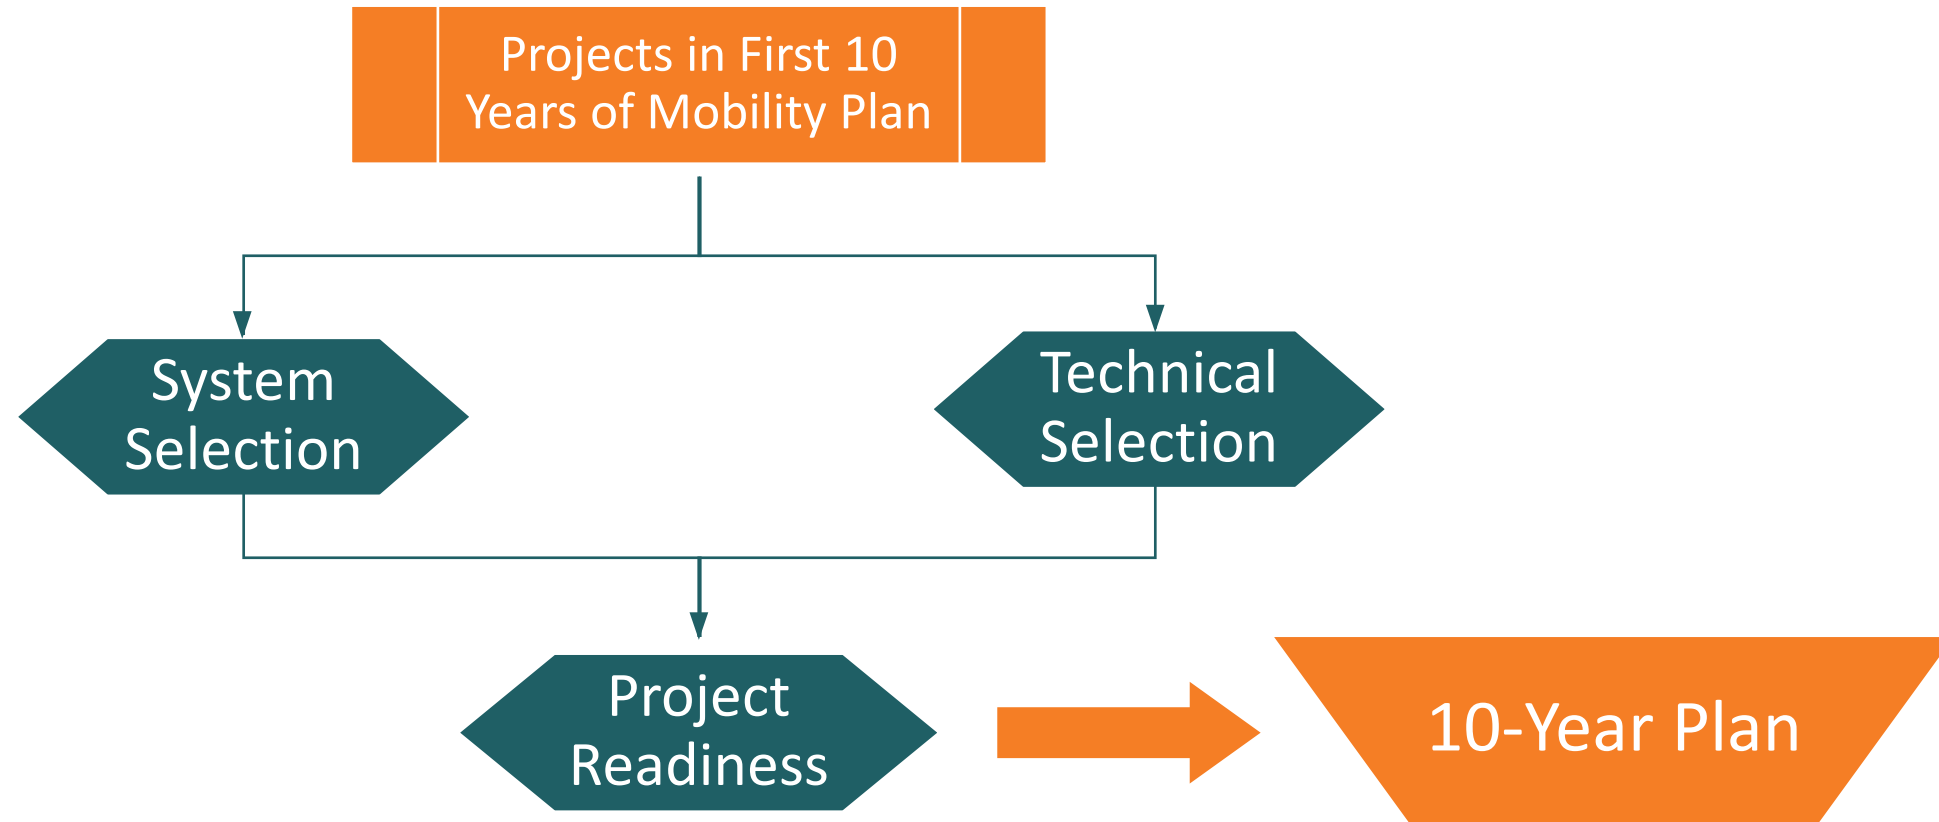 Projects in First 10
Years of Mobility Plan
System
Selection
Technical
Selection
Project
Readiness
10-Year Plan